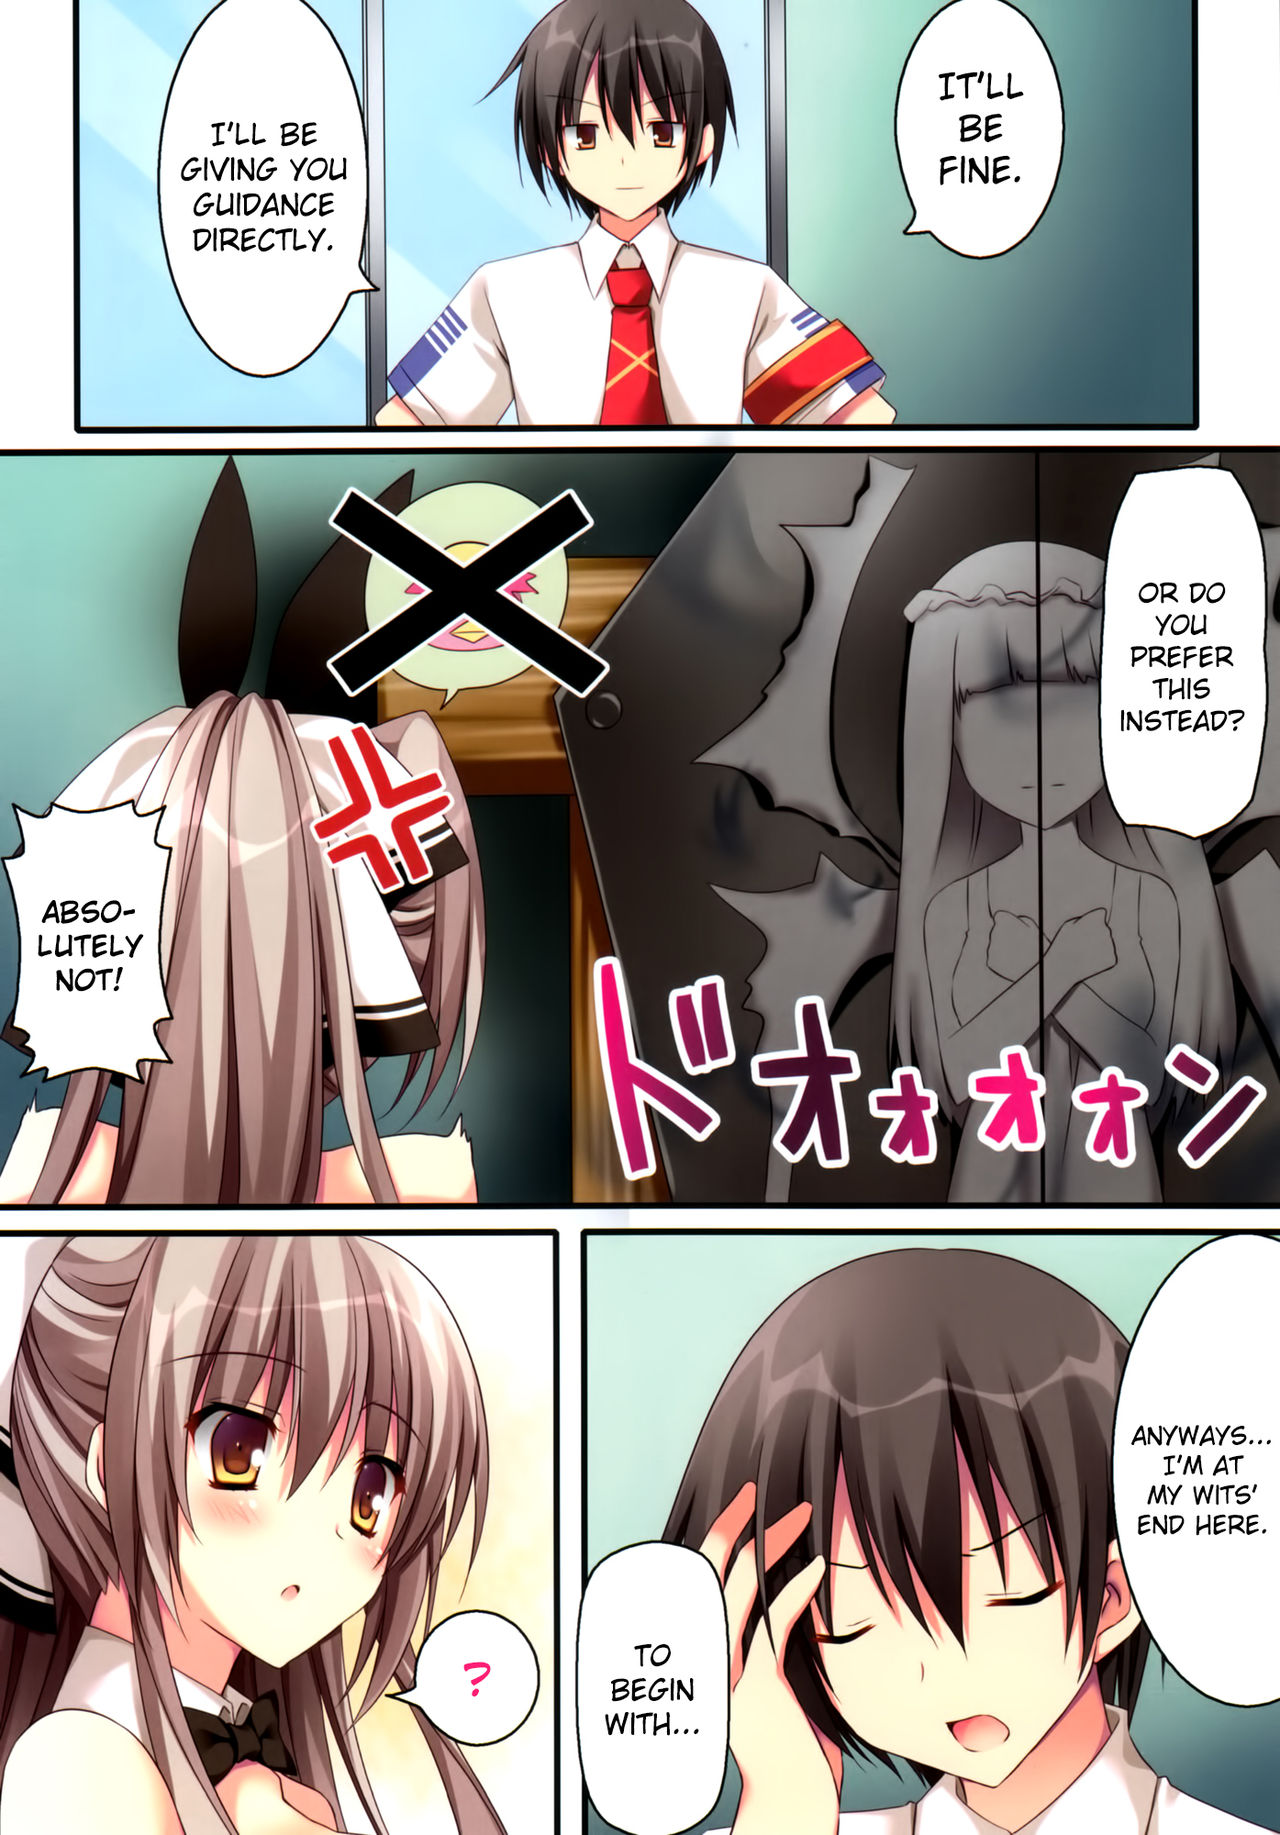 IT'LL
BE
FINE.
I'LL BE
GIVING YOU
GUIDANCE
DIRECTLY.
OR DO
YOU
PREFER
THIS
INSTEAD?
ドオォオォン
ABSO-
LUTELY
NOT!
ANYWAYS...
I'M AT
MY WITS'
END HERE.
TO
BEGIN
WITH...
?